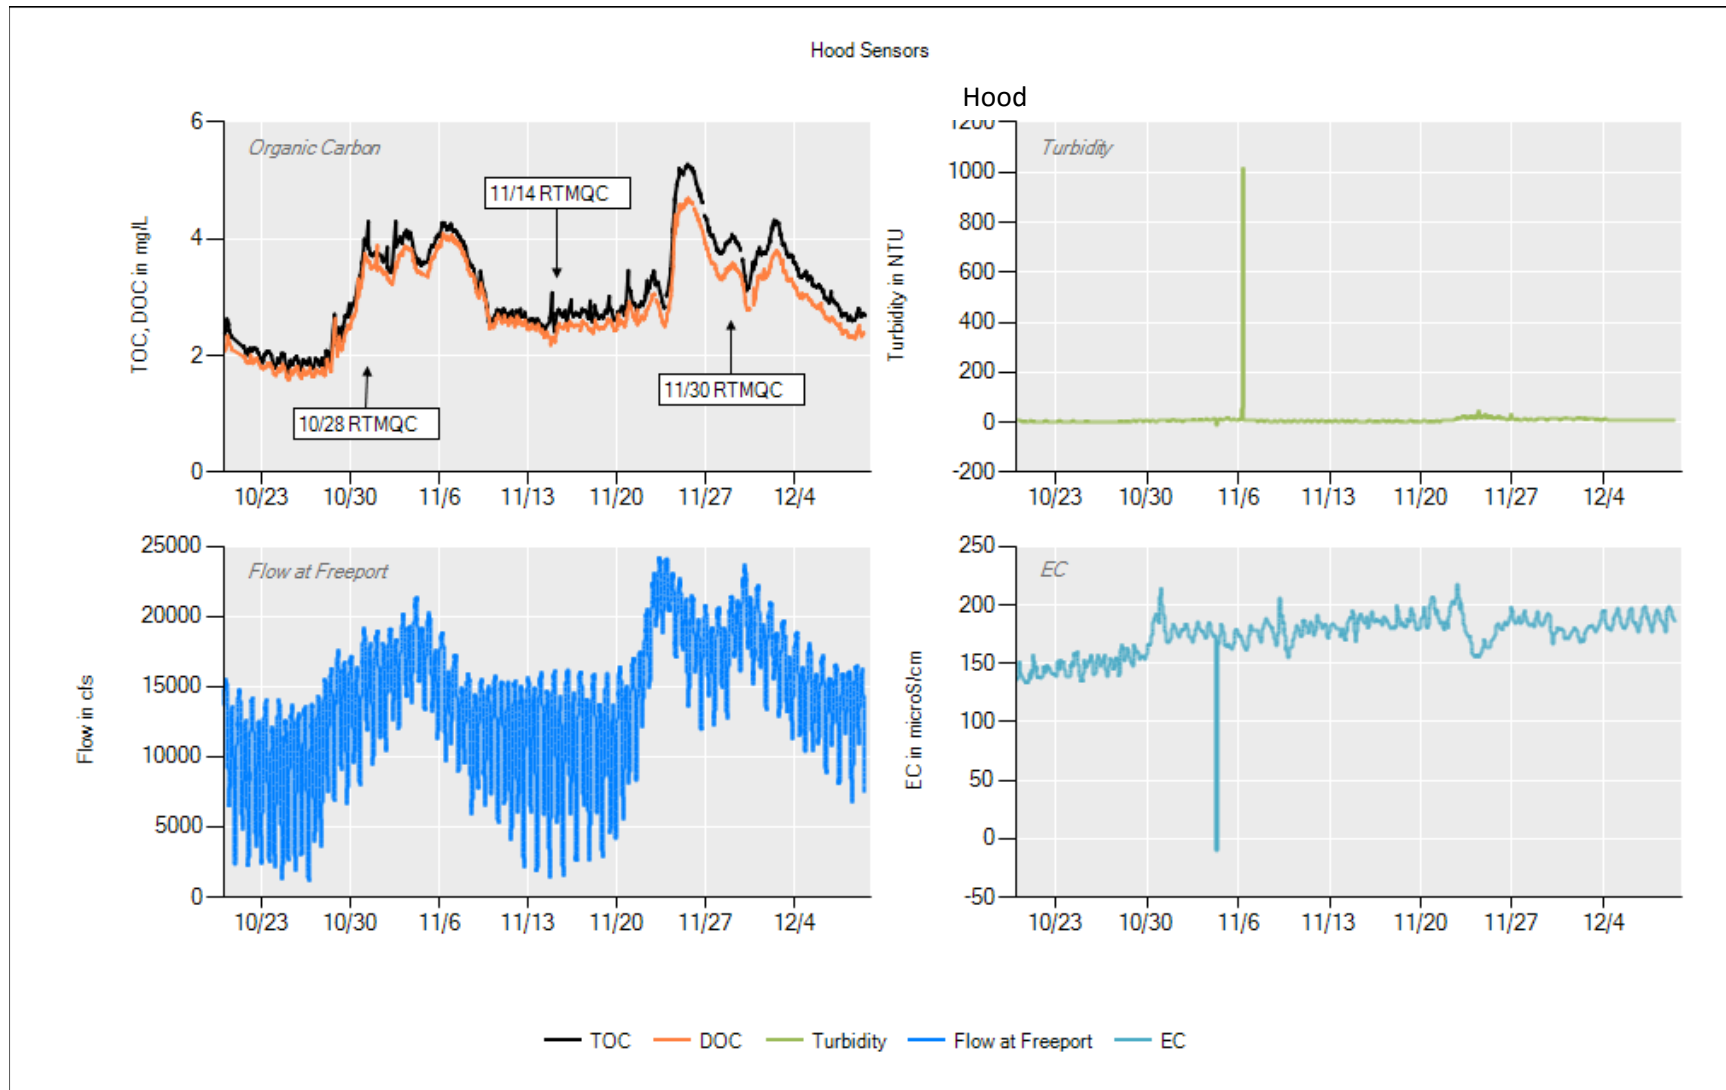 Hood Sensors
Hood
Organic Carbon
TOC, DOC in mg/L
6
4
2
0
11/14 RTMQC
10/28 RTMQC
11/30 RTMQC
10/23 10/30 11/6 11/13 11/20 11/27 12/4
Turbidity
Turbidity in NTU
1200
1000
800
600
400
200
0
-200
10/23 10/30 11/6 11/13 11/20 11/27 12/4
Flow at Freeport
Flow in cfs
25000
20000
15000
10000
5000
0
10/23 10/30 11/6 11/13 11/20 11/27 12/4
EC
EC in microS/cm
250
200
150
100
50
0
-50
10/23 10/30 11/6 11/13 11/20 11/27 12/4
TOC DOC Turbidity Flow at Freeport EC